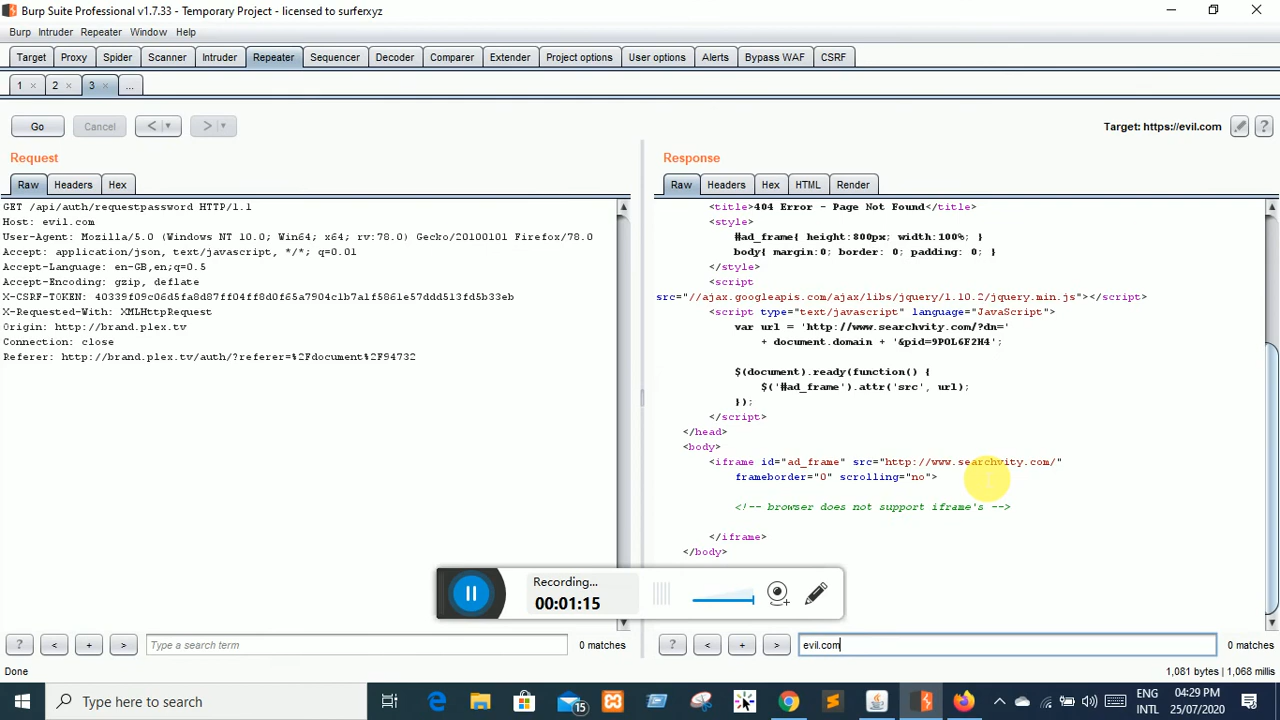 Burp Suite Professional v1.7.33 - Temporary Project - licensed to surferxyz
Burp Intruder Repeater Window Help
Target Proxy Spider Scanner Intruder Repeater Sequencer Decoder Comparer Extender Project options User options Alerts Bypass WAF CSRF
1 × 2 × 3 × ...
Go Cancel < > Target: https://evil.com ?
Request
Raw Headers Hex
GET /api/auth/requestpassword HTTP/1.1
Host: evil.com
User-Agent: Mozilla/5.0 (Windows NT 10.0; Win64; x64; rv:78.0) Gecko/20100101 Firefox/78.0
Accept: application/json, text/javascript, */*; q=0.01
Accept-Language: en-GB,en;q=0.5
Accept-Encoding: gzip, deflate
X-CSRF-TOKEN: 40339f09c06d5fa8d87ff04ff8d0f65a7904c1b7a1f5861e57ddd513fd5b33eb
X-Requested-With: XMLHttpRequest
Origin: http://brand.plex.tv
Connection: close
Referer: http://brand.plex.tv/auth/?referer=%2Fdocument%2F94732
? < + > Type a search term 0 matches
Response
Raw Headers Hex HTML Render
<title>404 Error - Page Not Found</title>
<style>
#ad_frame{ height:800px; width:100%; }
body{ margin:0; border: 0; padding: 0; }
</style>
<script
src="//ajax.googleapis.com/ajax/libs/jquery/1.10.2/jquery.min.js"></script>
<script type="text/javascript" language="JavaScript">
var url = 'http://www.searchvity.com/?dn='
+ document.domain + '&pid=9POL6F2H4';
$(document).ready(function() {
$('#ad_frame').attr('src', url);
});
</script>
</head>
<body>
<iframe id="ad_frame" src="http://www.searchvity.com/"
frameborder="0" scrolling="no">
<!-- browser does not support iframe's -->
</iframe>
</body>
Recording...
00:01:15
? < + > evil.com 0 matches
Done 1,081 bytes | 1,068 millis
Type here to search 15 ENG 04:29 PM
INTL 25/07/2020